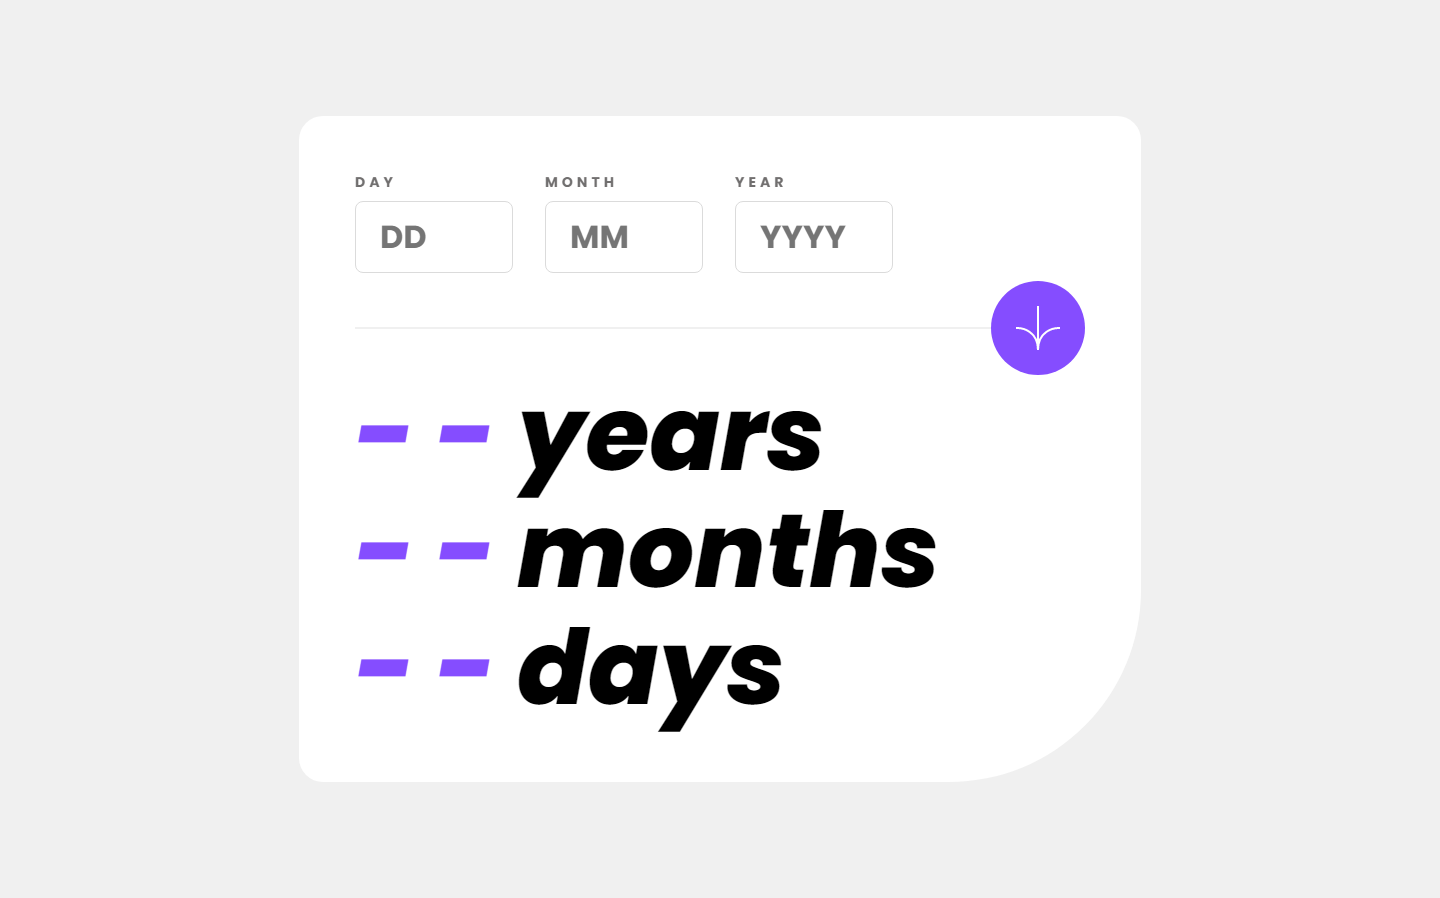 DAY MONTH YEAR
DD MM YYYY
- - years
- - months
- - days